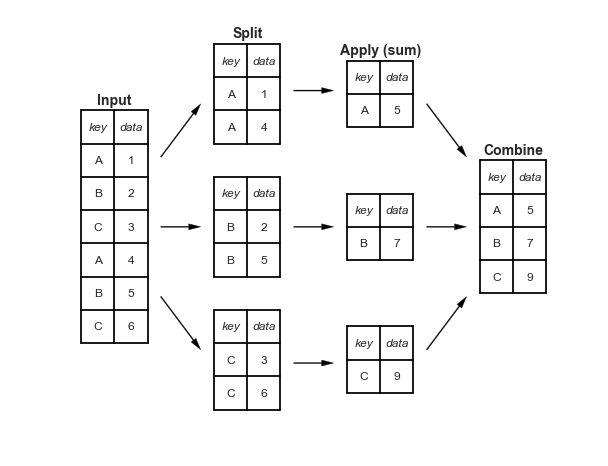 Input
key data
A 1
B 2
C 3
A 4
B 5
C 6
Split
key data
A 1
A 4
key data
B 2
B 5
key data
C 3
C 6
Apply (sum)
key data
A 5
key data
B 7
key data
C 9
Combine
key data
A 5
B 7
C 9